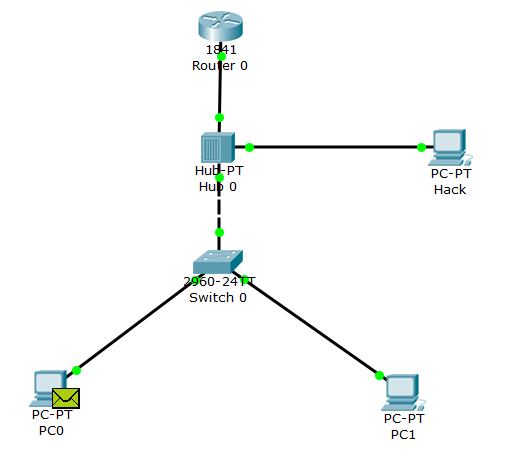 1841
Router 0
Hub-PT
Hub 0
PC-PT
Hack
2960-24TT
Switch 0
PC-PT
PC0
PC-PT
PC1